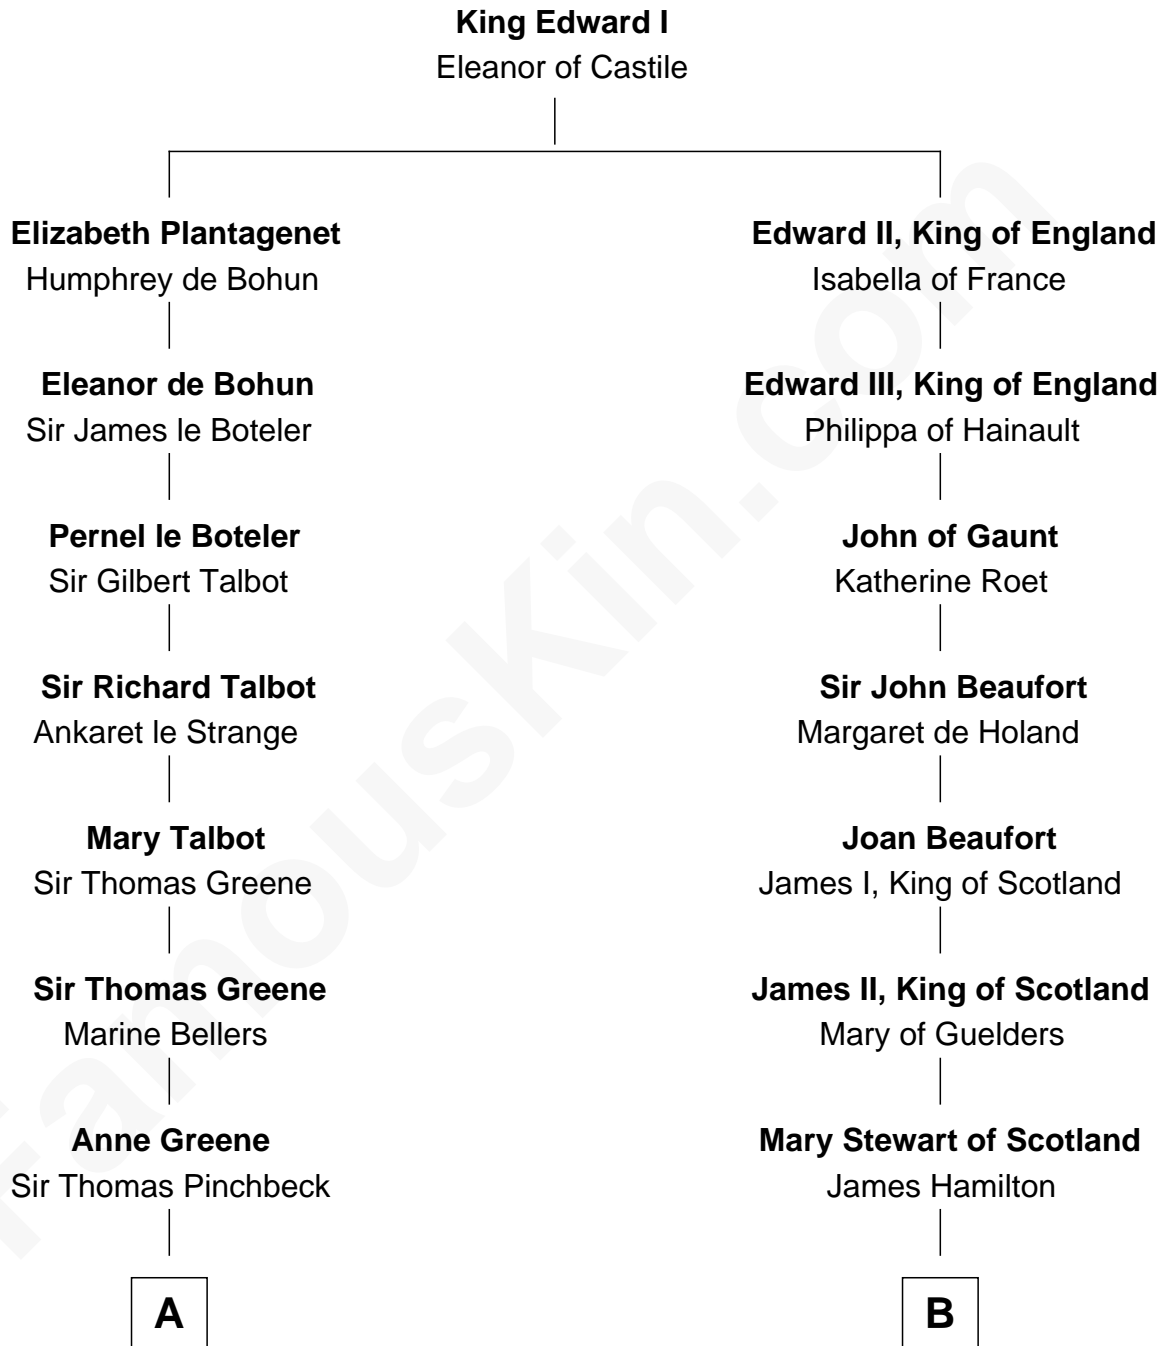 King Edward I
Eleanor of Castile
Elizabeth Plantagenet
Humphrey de Bohun
Edward II, King of England
Isabella of France
Eleanor de Bohun
Sir James le Boteler
Edward III, King of England
Philippa of Hainault
Pernel le Boteler
Sir Gilbert Talbot
John of Gaunt
Katherine Roet
Sir Richard Talbot
Ankaret le Strange
Sir John Beaufort
Margaret de Holand
Mary Talbot
Sir Thomas Greene
Joan Beaufort
James I, King of Scotland
Sir Thomas Greene
Marine Bellers
James II, King of Scotland
Mary of Guelders
Anne Greene
Sir Thomas Pinchbeck
Mary Stewart of Scotland
James Hamilton
A
B
FamousKin.com